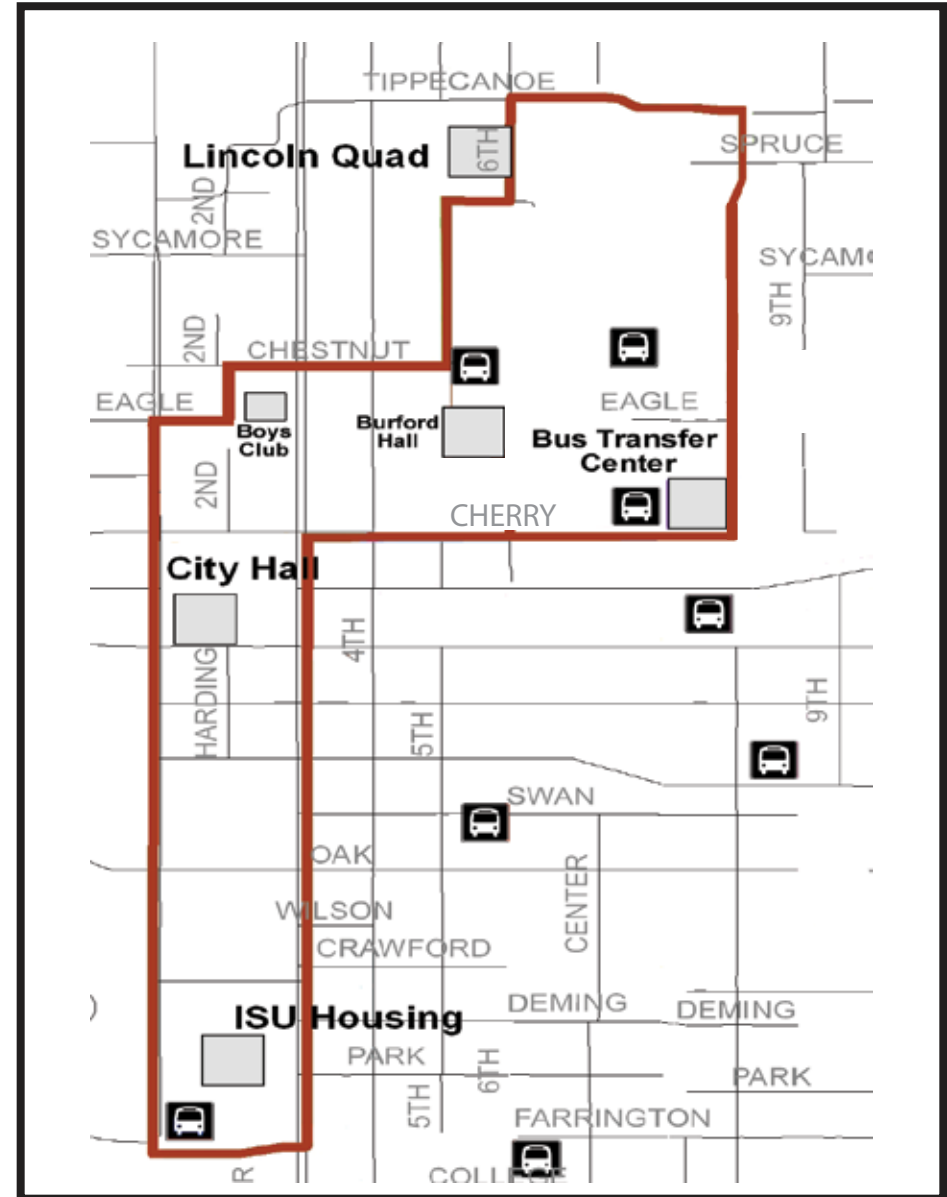 TIPPECANOE
6TH
SPRUCE
Lincoln Quad
2ND
SYCAMORE
SYCAM
9TH
2ND
CHESTNUT
EAGLE
EAGLE
Boys
Club
Burford
Hall
Bus Transfer
Center
2ND
CHERRY
City Hall
4TH
HARDING
5TH
9TH
SWAN
OAK
CENTER
WILSON
CRAWFORD
DEMING
DEMING
ISU Housing
PARK
6TH
5TH
PARK
FARRINGTON
R
COLLEGE